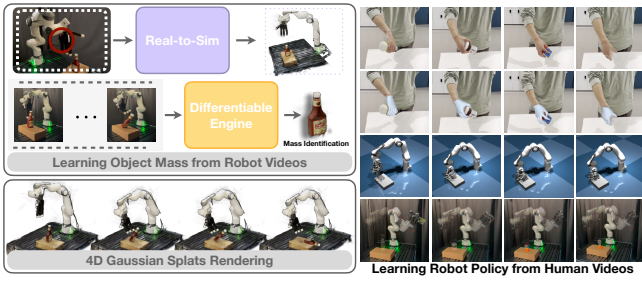 Real-to-Sim
Differentiable
Engine
Mass Identification
Learning Object Mass from Robot Videos
4D Gaussian Splats Rendering
Learning Robot Policy from Human Videos